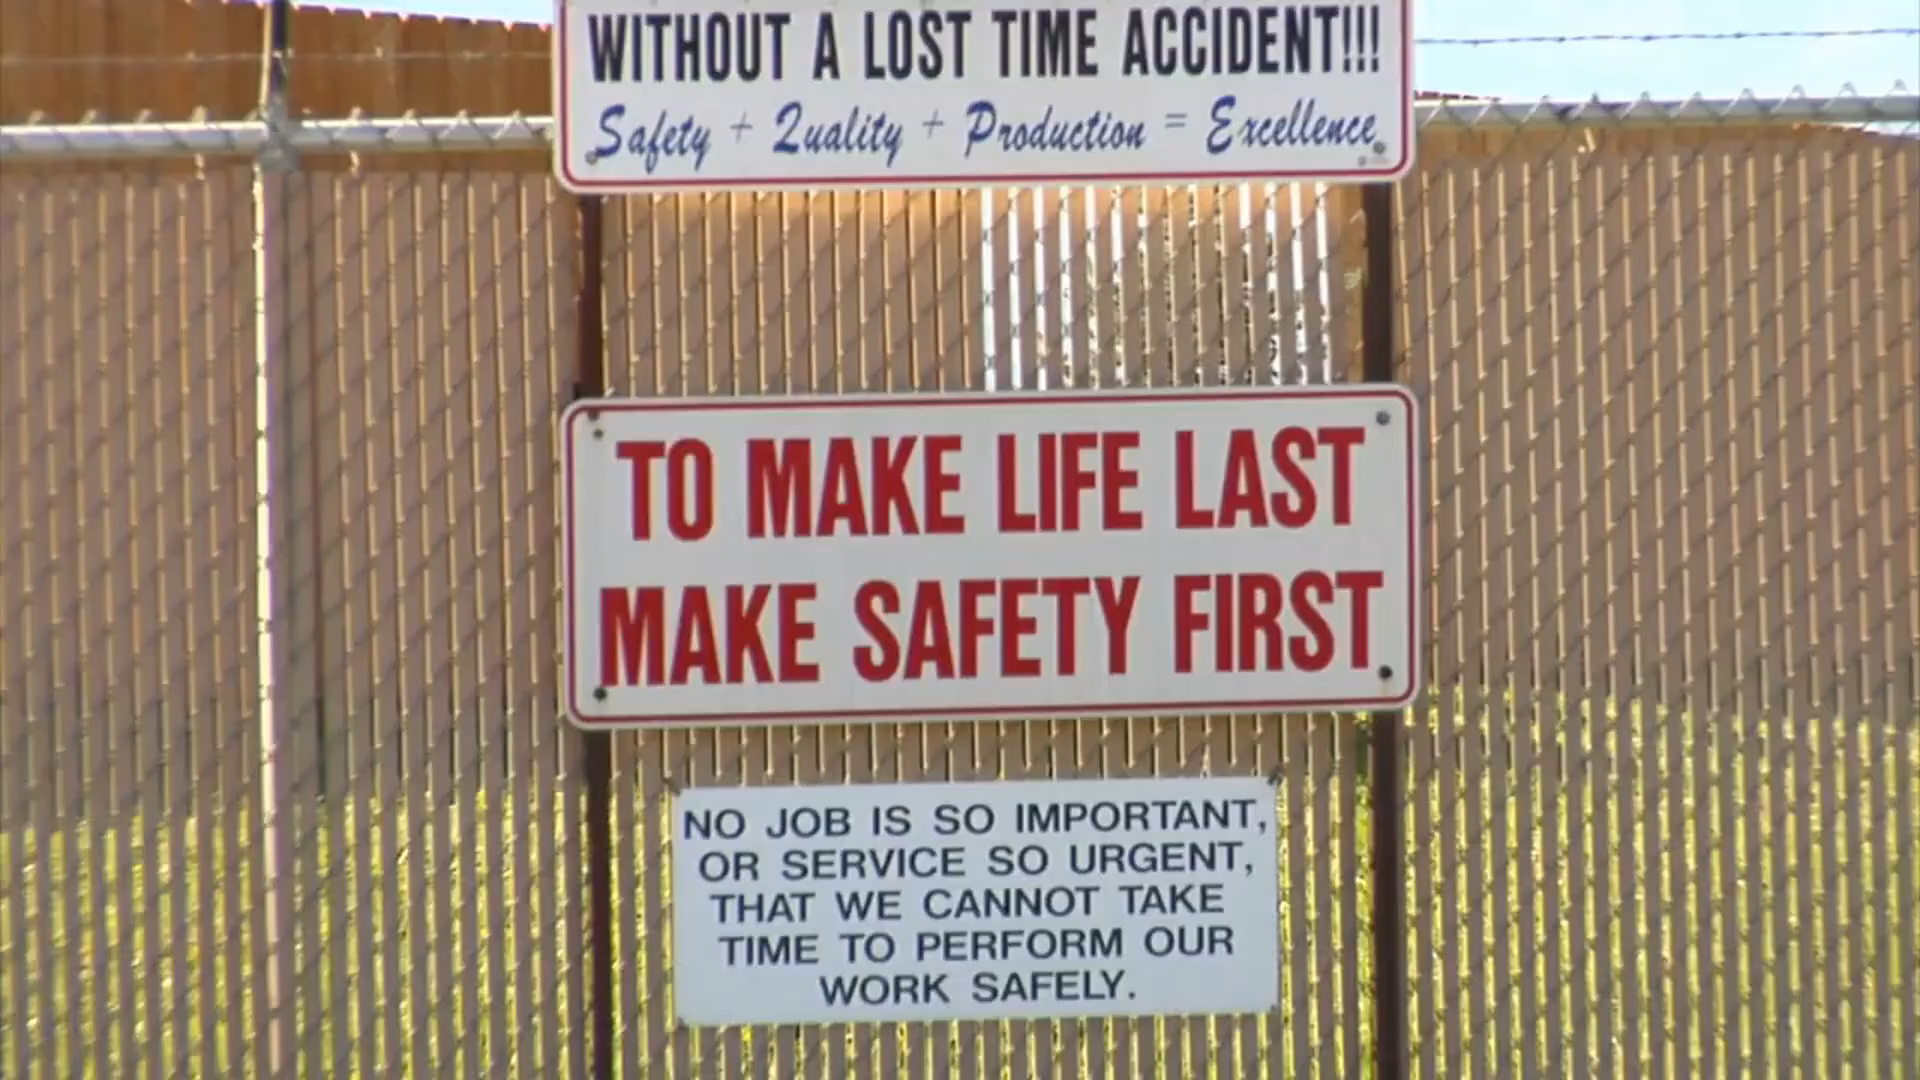 WITHOUT A LOST TIME ACCIDENT!!!
Safety + Quality + Production = Excellence
TO MAKE LIFE LAST
MAKE SAFETY FIRST
NO JOB IS SO IMPORTANT,
OR SERVICE SO URGENT,
THAT WE CANNOT TAKE
TIME TO PERFORM OUR
WORK SAFELY.